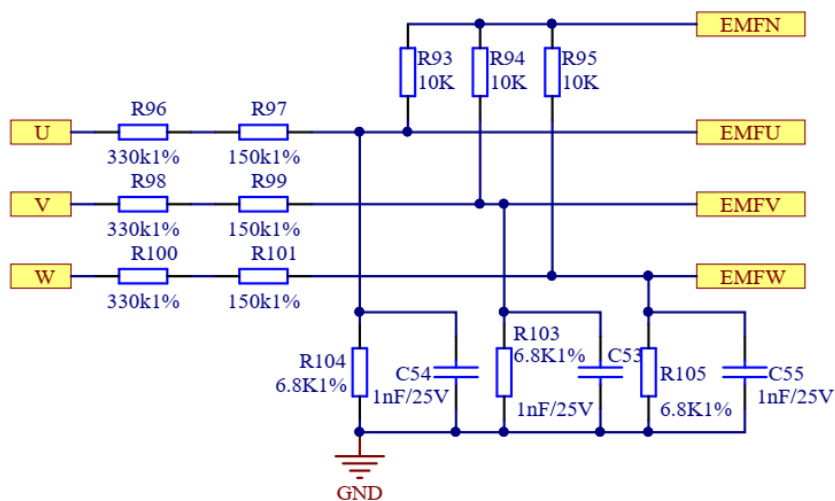 EMFN
R93
R94
R95
10K
10K
10K
R96
R97
U
EMFU
330k1%
150k1%
R98
R99
V
EMFV
330k1%
150k1%
R100
R101
W
EMFW
330k1%
150k1%
R103
R104
6.8K1%
C53
6.8K1%
C54
R105
C55
1nF/25V
1nF/25V
6.8K1%
1nF/25V
GND